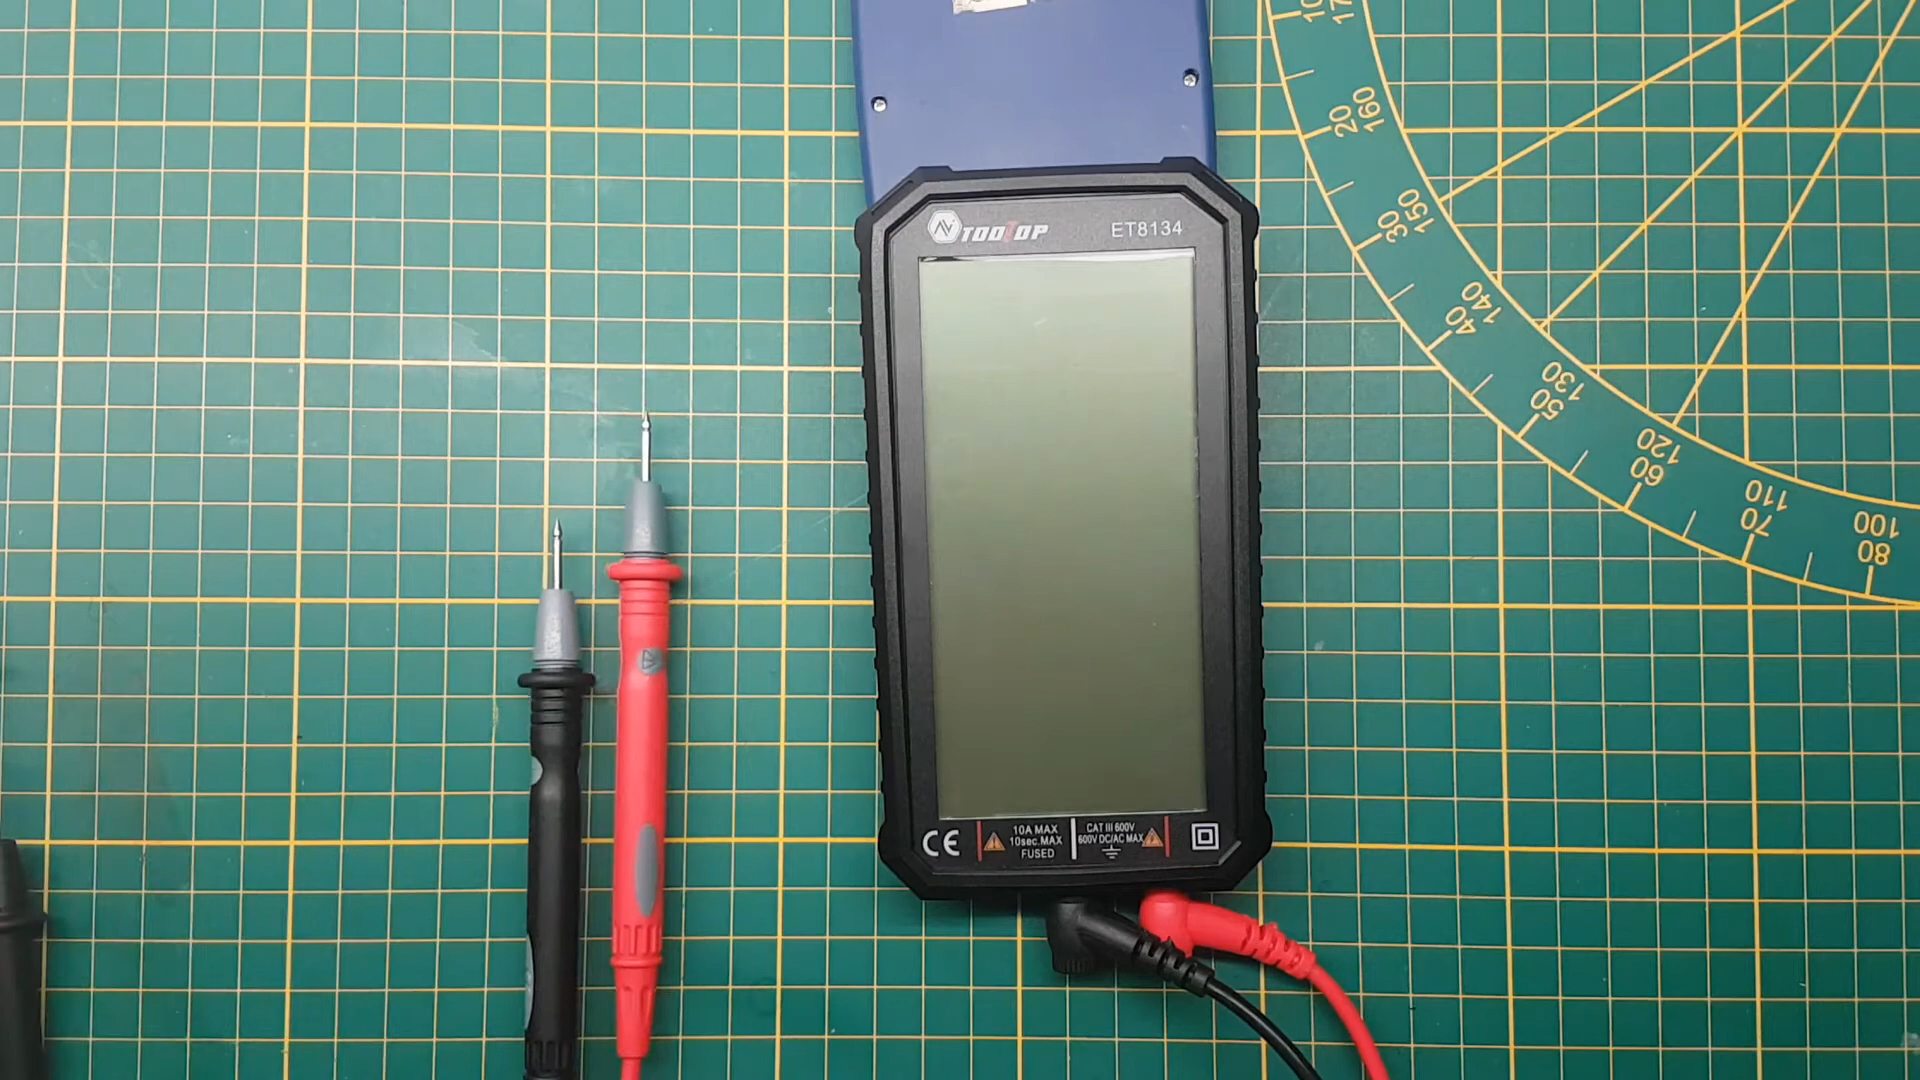 TOOLTOP
ET8134
CE
10A MAX
10sec.MAX
FUSED
CAT III 600V
600V DC/AC MAX
20
160
30
150
40
140
50
130
60
120
70
110
80
100